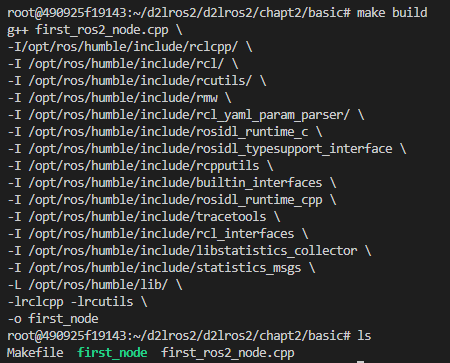 root@490925f19143:~/d2lros2/d2lros2/chapt2/basic# make build
g++ first_ros2_node.cpp \
-I/opt/ros/humble/include/rclcpp/ \
-I /opt/ros/humble/include/rcl/ \
-I /opt/ros/humble/include/rcutils/ \
-I /opt/ros/humble/include/rmw \
-I /opt/ros/humble/include/rcl_yaml_param_parser/ \
-I /opt/ros/humble/include/rosidl_runtime_c \
-I /opt/ros/humble/include/rosidl_typesupport_interface \
-I /opt/ros/humble/include/rcpputils \
-I /opt/ros/humble/include/builtin_interfaces \
-I /opt/ros/humble/include/rosidl_runtime_cpp \
-I /opt/ros/humble/include/tracetools \
-I /opt/ros/humble/include/rcl_interfaces \
-I /opt/ros/humble/include/libstatistics_collector \
-I /opt/ros/humble/include/statistics_msgs \
-L /opt/ros/humble/lib/ \
-lrclcpp -lrcutils \
-o first_node
root@490925f19143:~/d2lros2/d2lros2/chapt2/basic# ls
Makefile  first_node  first_ros2_node.cpp